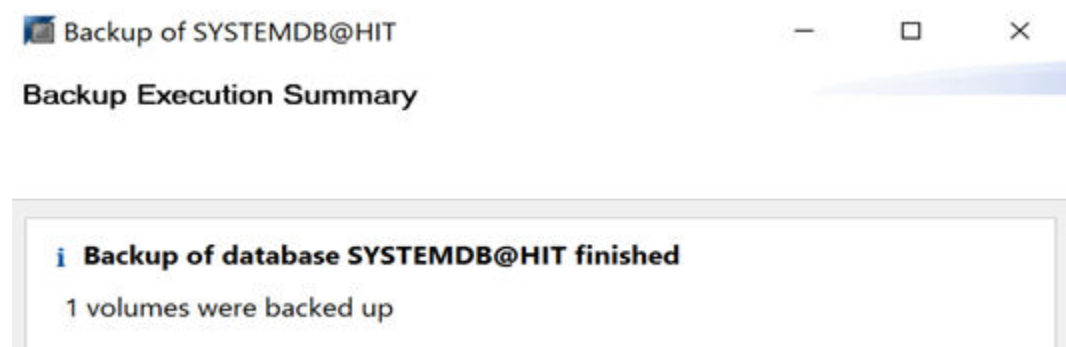 Backup of SYSTEMDB@HIT
Backup Execution Summary
i Backup of database SYSTEMDB@HIT finished
1 volumes were backed up